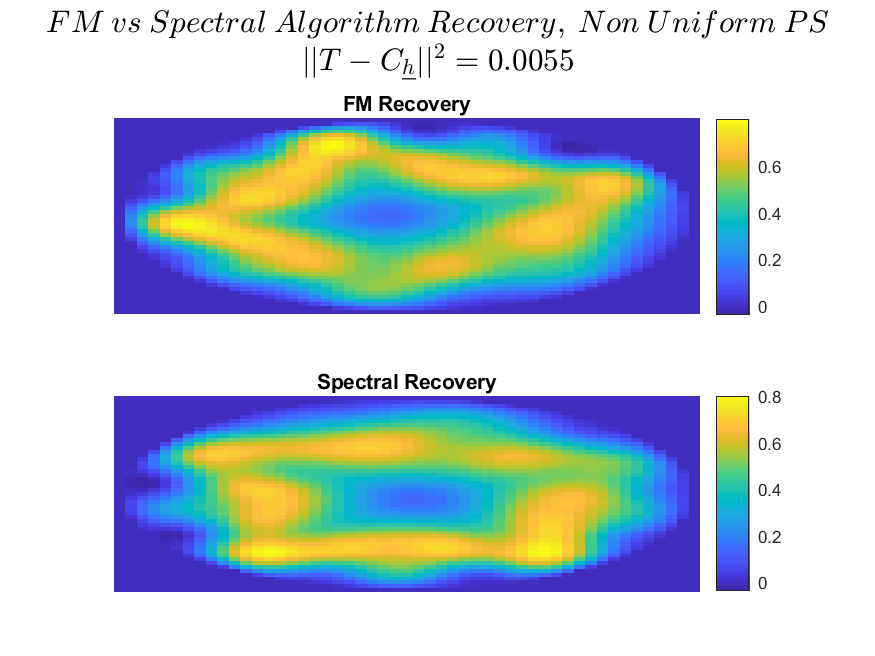 FM vs Spectral Algorithm Recovery, Non Uniform PS
||T − C_h||² = 0.0055
FM Recovery
0.6
0.4
0.2
0
Spectral Recovery
0.8
0.6
0.4
0.2
0